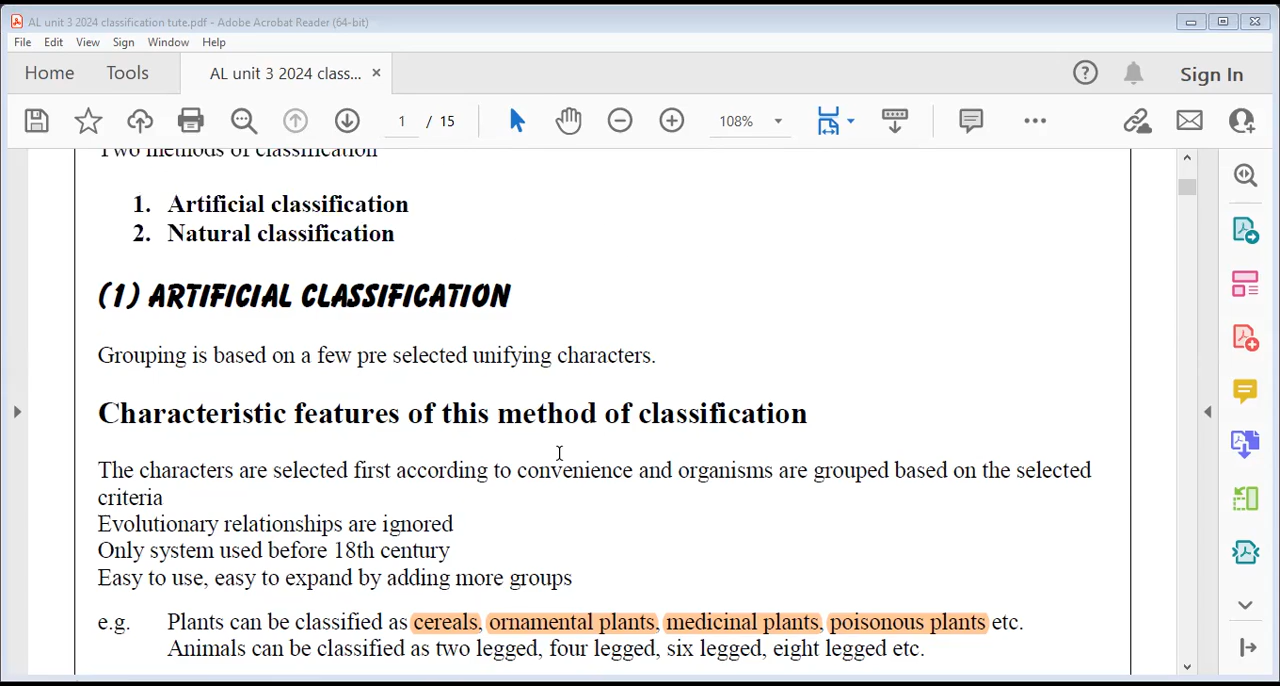 AL unit 3 2024 classification tute.pdf - Adobe Acrobat Reader (64-bit)
File Edit View Sign Window Help
Home Tools AL unit 3 2024 class... × Sign In
1 / 15 108%
Two methods of classification
1. Artificial classification
2. Natural classification
(1) ARTIFICIAL CLASSIFICATION
Grouping is based on a few pre selected unifying characters.
Characteristic features of this method of classification
The characters are selected first according to convenience and organisms are grouped based on the selected
criteria
Evolutionary relationships are ignored
Only system used before 18th century
Easy to use, easy to expand by adding more groups
e.g. Plants can be classified as cereals, ornamental plants, medicinal plants, poisonous plants etc.
Animals can be classified as two legged, four legged, six legged, eight legged etc.